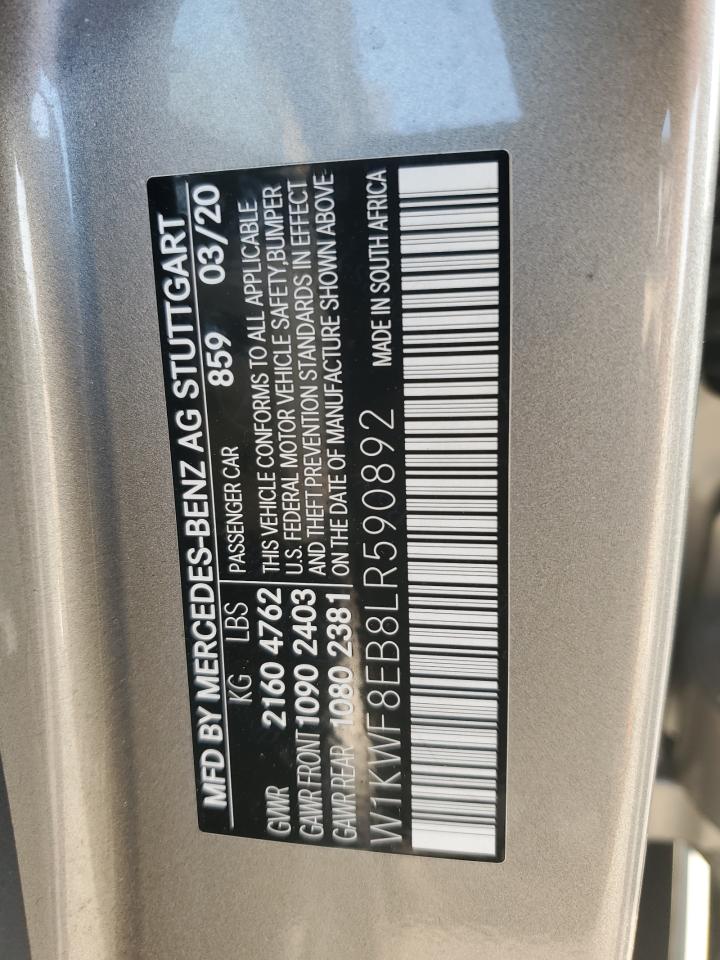 MFD BY MERCEDES-BENZ AG STUTTGART
KG LBS PASSENGER CAR 859 03/20
GVWR 2160 4762 THIS VEHICLE CONFORMS TO ALL APPLICABLE
GAWR FRONT 1090 2403 U.S. FEDERAL MOTOR VEHICLE SAFETY,BUMPER
GAWR REAR 1080 2381 AND THEFT PREVENTION STANDARDS IN EFFECT
ON THE DATE OF MANUFACTURE SHOWN ABOVE
W1KWF8EB8LR590892 MADE IN SOUTH AFRICA